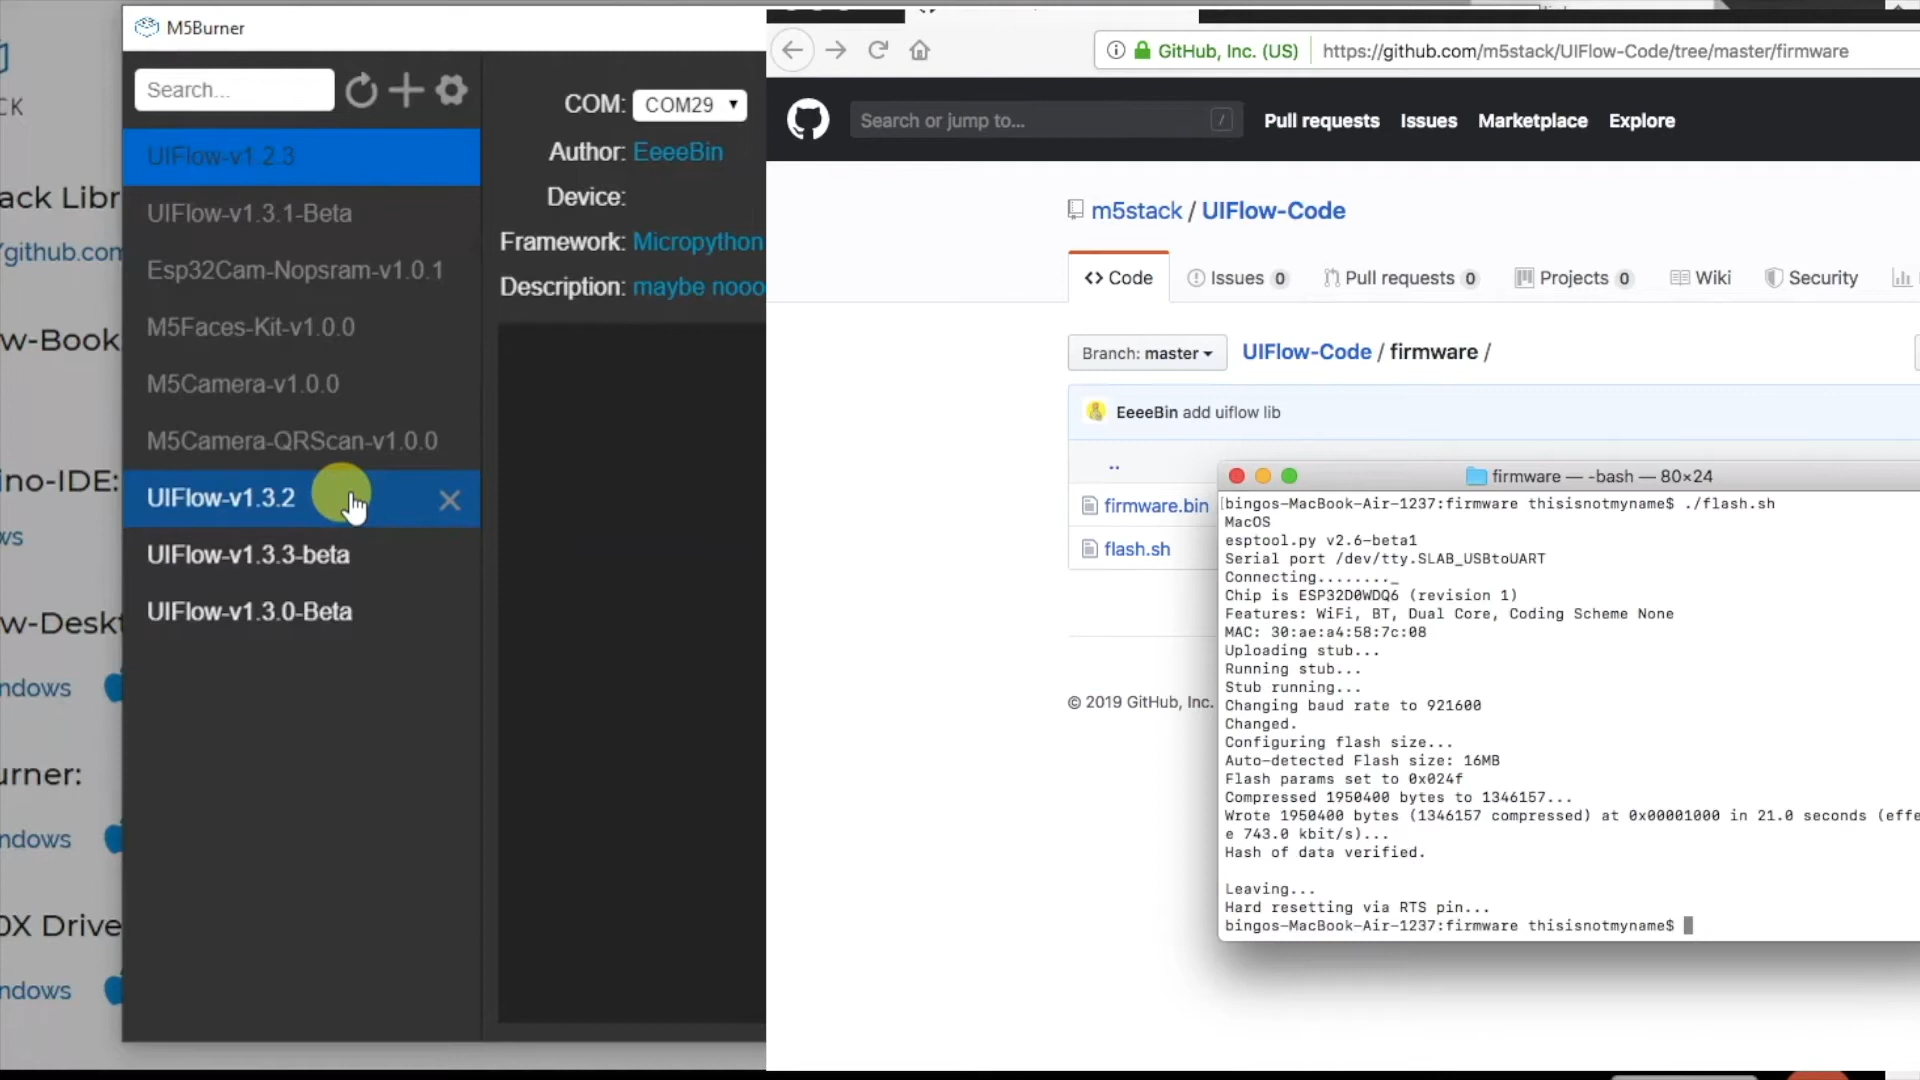 CK
ack Libr
/github.com
w-Book
ino-IDE:
ws
w-Deskt
ndows
urner:
ndows
0X Drive
ndows
M5Burner
Search...
UIFlow-v1.2.3
UIFlow-v1.3.1-Beta
Esp32Cam-Nopsram-v1.0.1
M5Faces-Kit-v1.0.0
M5Camera-v1.0.0
M5Camera-QRScan-v1.0.0
UIFlow-v1.3.2
UIFlow-v1.3.3-beta
UIFlow-v1.3.0-Beta
COM: COM29
Author: EeeeBin
Device:
Framework: Micropython
Description: maybe nooo
GitHub, Inc. (US) https://github.com/m5stack/UIFlow-Code/tree/master/firmware
Search or jump to... / Pull requests Issues Marketplace Explore
m5stack / UIFlow-Code
<> Code Issues 0 Pull requests 0 Projects 0 Wiki Security
Branch: master UIFlow-Code / firmware /
EeeeBin add uiflow lib
..
firmware.bin
flash.sh
© 2019 GitHub, Inc.
firmware — -bash — 80×24
[bingos-MacBook-Air-1237:firmware thisisnotmyname$ ./flash.sh
MacOS
esptool.py v2.6-beta1
Serial port /dev/tty.SLAB_USBtoUART
Connecting........_
Chip is ESP32D0WDQ6 (revision 1)
Features: WiFi, BT, Dual Core, Coding Scheme None
MAC: 30:ae:a4:58:7c:08
Uploading stub...
Running stub...
Stub running...
Changing baud rate to 921600
Changed.
Configuring flash size...
Auto-detected Flash size: 16MB
Flash params set to 0x024f
Compressed 1950400 bytes to 1346157...
Wrote 1950400 bytes (1346157 compressed) at 0x00001000 in 21.0 seconds (effe
e 743.0 kbit/s)...
Hash of data verified.
Leaving...
Hard resetting via RTS pin...
bingos-MacBook-Air-1237:firmware thisisnotmyname$